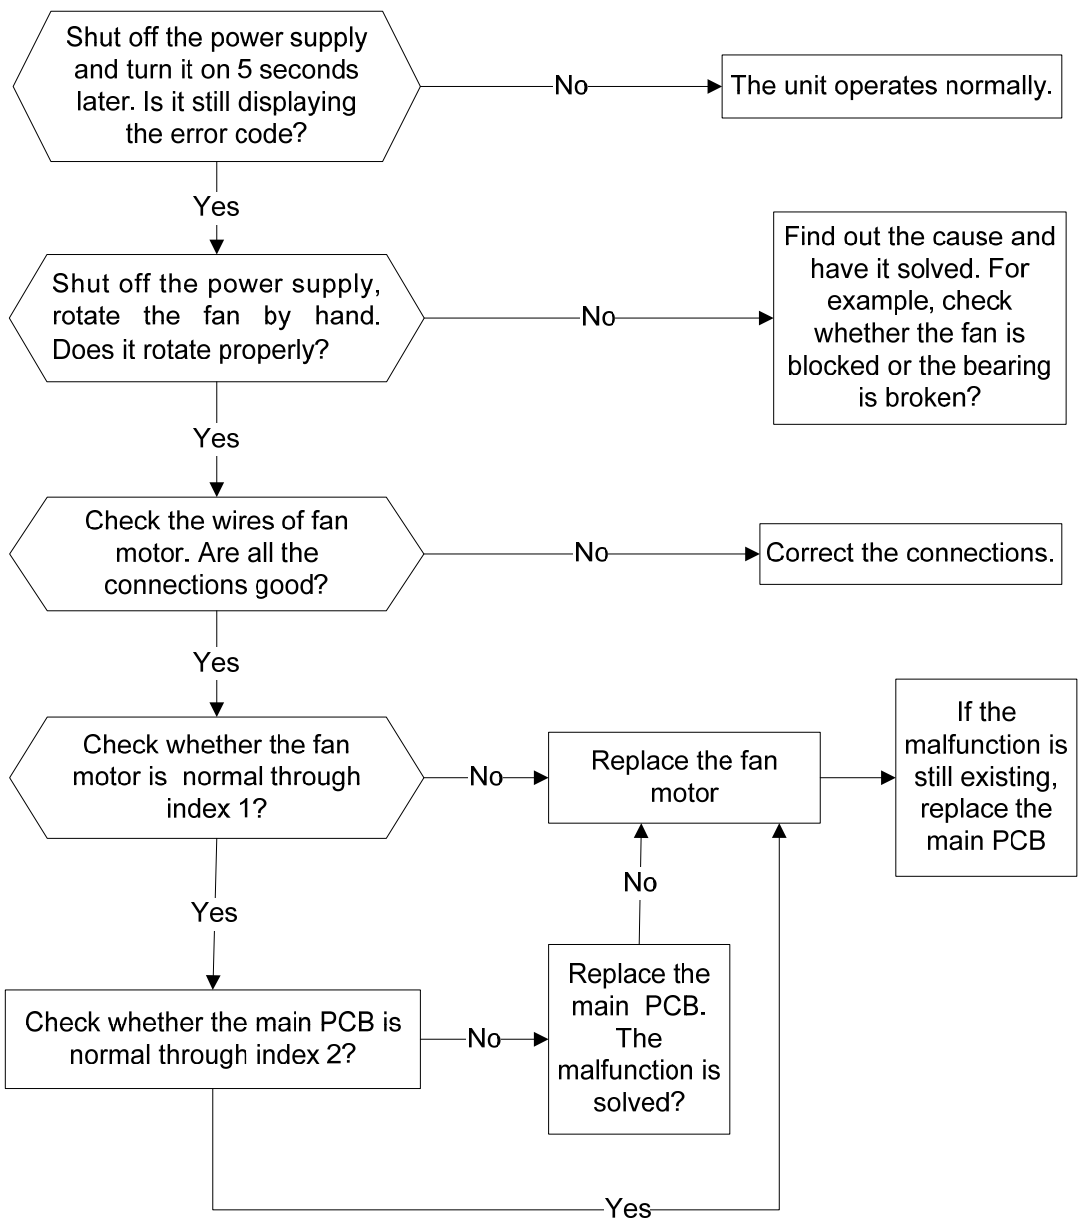 Shut off the power supply
and turn it on 5 seconds
later. Is it still displaying
the error code?
No
The unit operates normally.
Yes
Shut off the power supply,
rotate the fan by hand.
Does it rotate properly?
No
Find out the cause and
have it solved. For
example, check
whether the fan is
blocked or the bearing
is broken?
Yes
Check the wires of fan
motor. Are all the
connections good?
No
Correct the connections.
Yes
Check whether the fan
motor is normal through
index 1?
No
Replace the fan
motor
If the
malfunction is
still existing,
replace the
main PCB
Yes
No
Check whether the main PCB is
normal through index 2?
No
Replace the
main PCB.
The
malfunction is
solved?
Yes